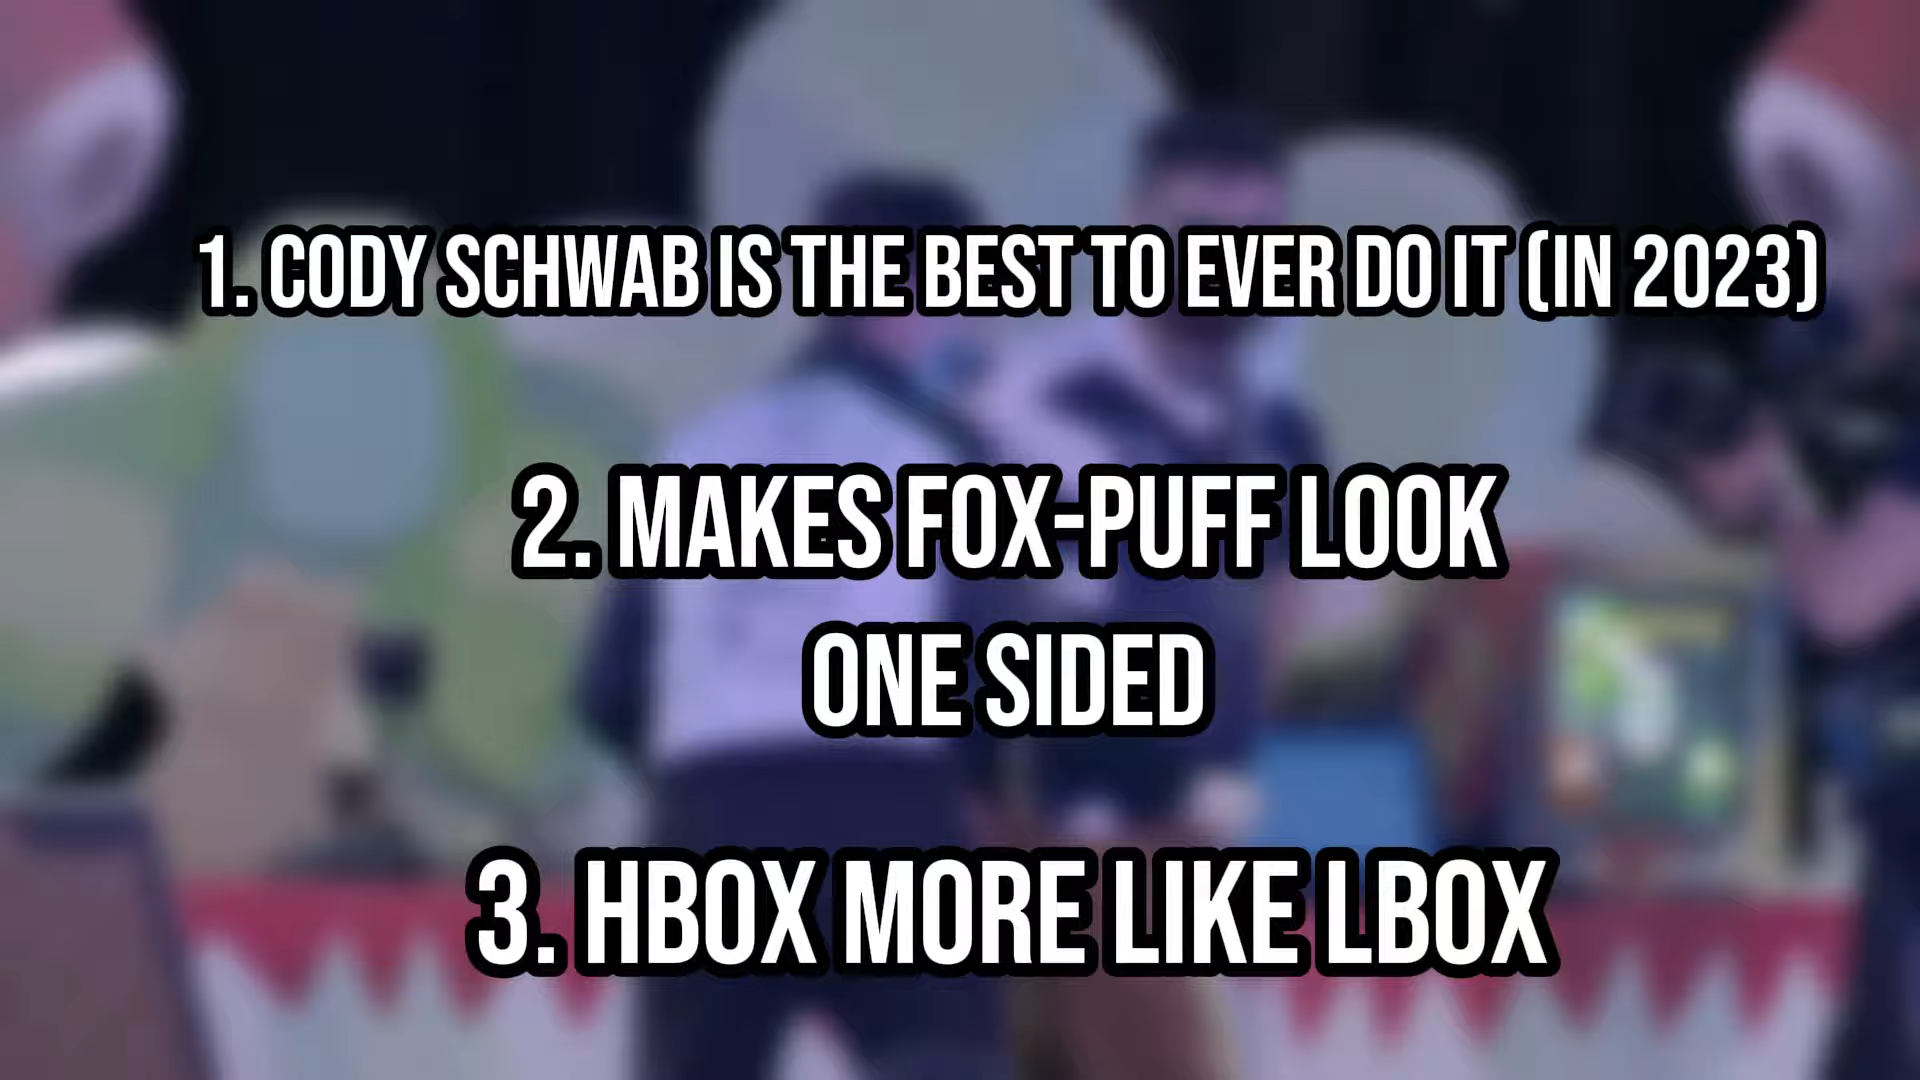 1. CODY SCHWAB IS THE BEST TO EVER DO IT (IN 2023)
2. MAKES FOX-PUFF LOOK
ONE SIDED
3. HBOX MORE LIKE LBOX